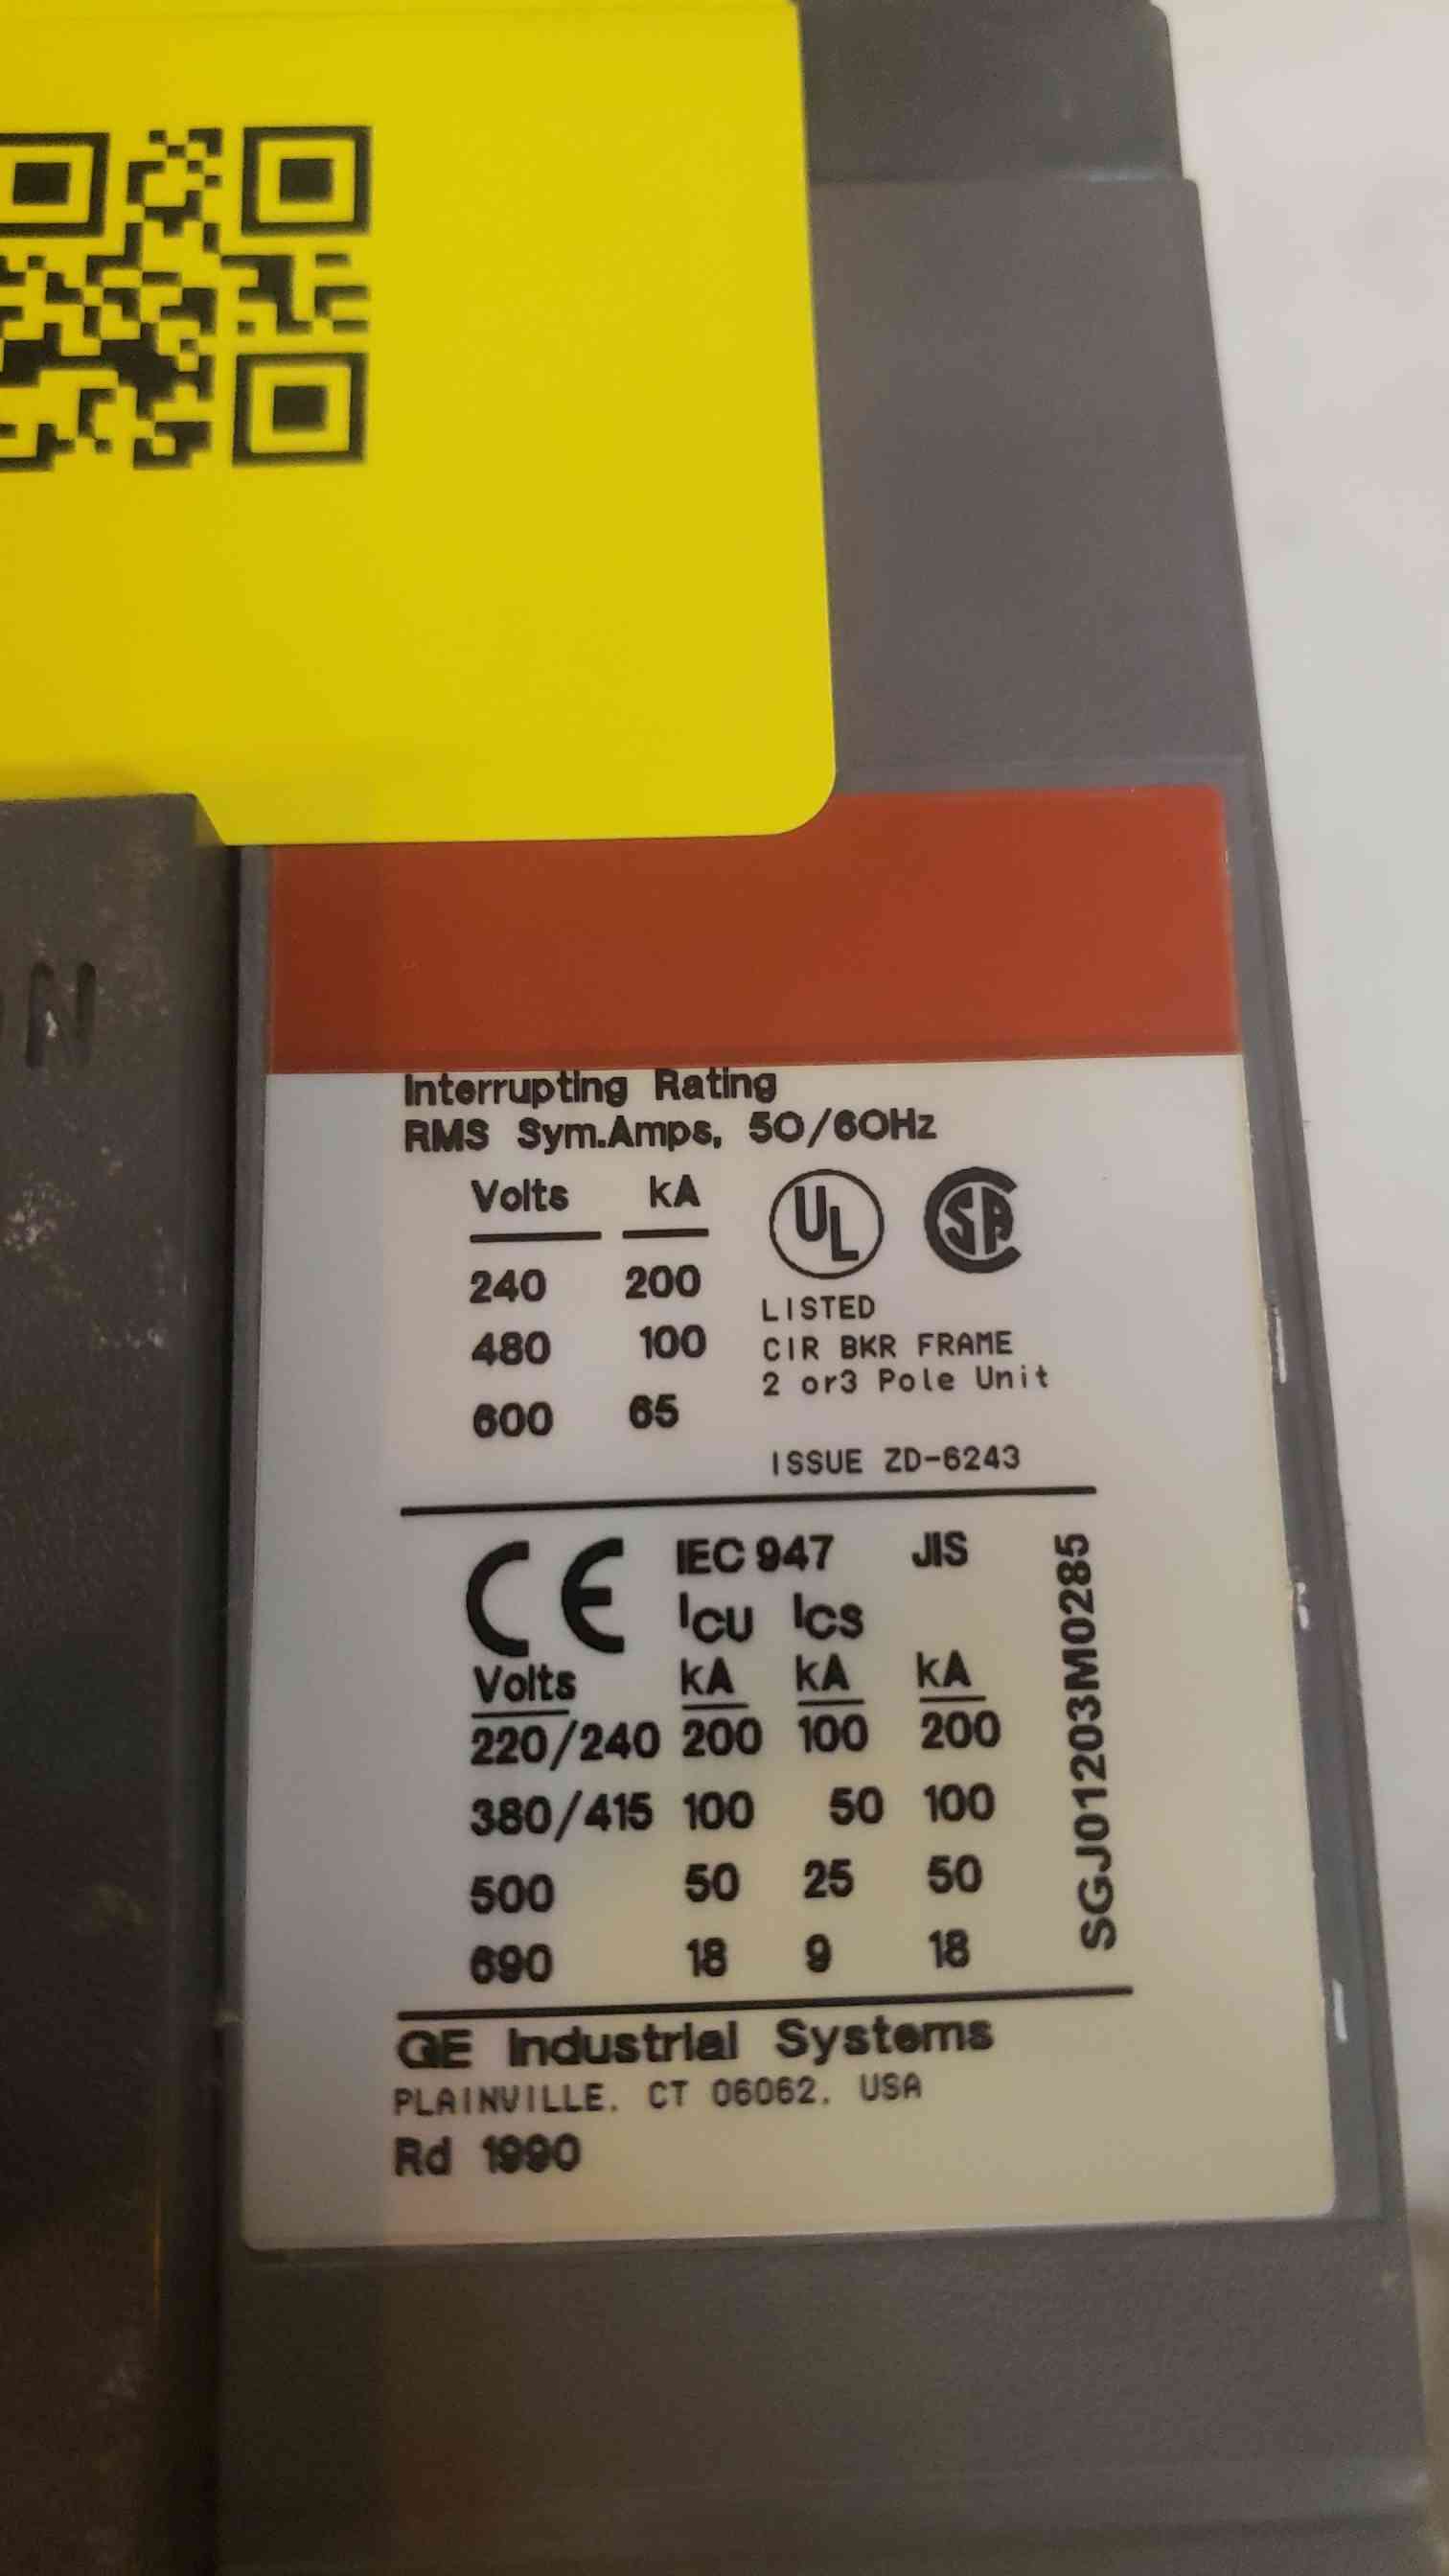 ON
Interrupting Rating
RMS Sym.Amps, 50/60Hz
Volts kA
240 200
480 100
600 65
UL SA
LISTED
CIR BKR FRAME
2 or3 Pole Unit
ISSUE ZD-6243
CE IEC 947 JIS
ICU ICS
Volts kA kA kA
220/240 200 100 200
380/415 100 50 100
500 50 25 50
690 18 9 18
SGJ01203M0285
GE Industrial Systems
PLAINVILLE. CT 06062. USA
Rd 1990